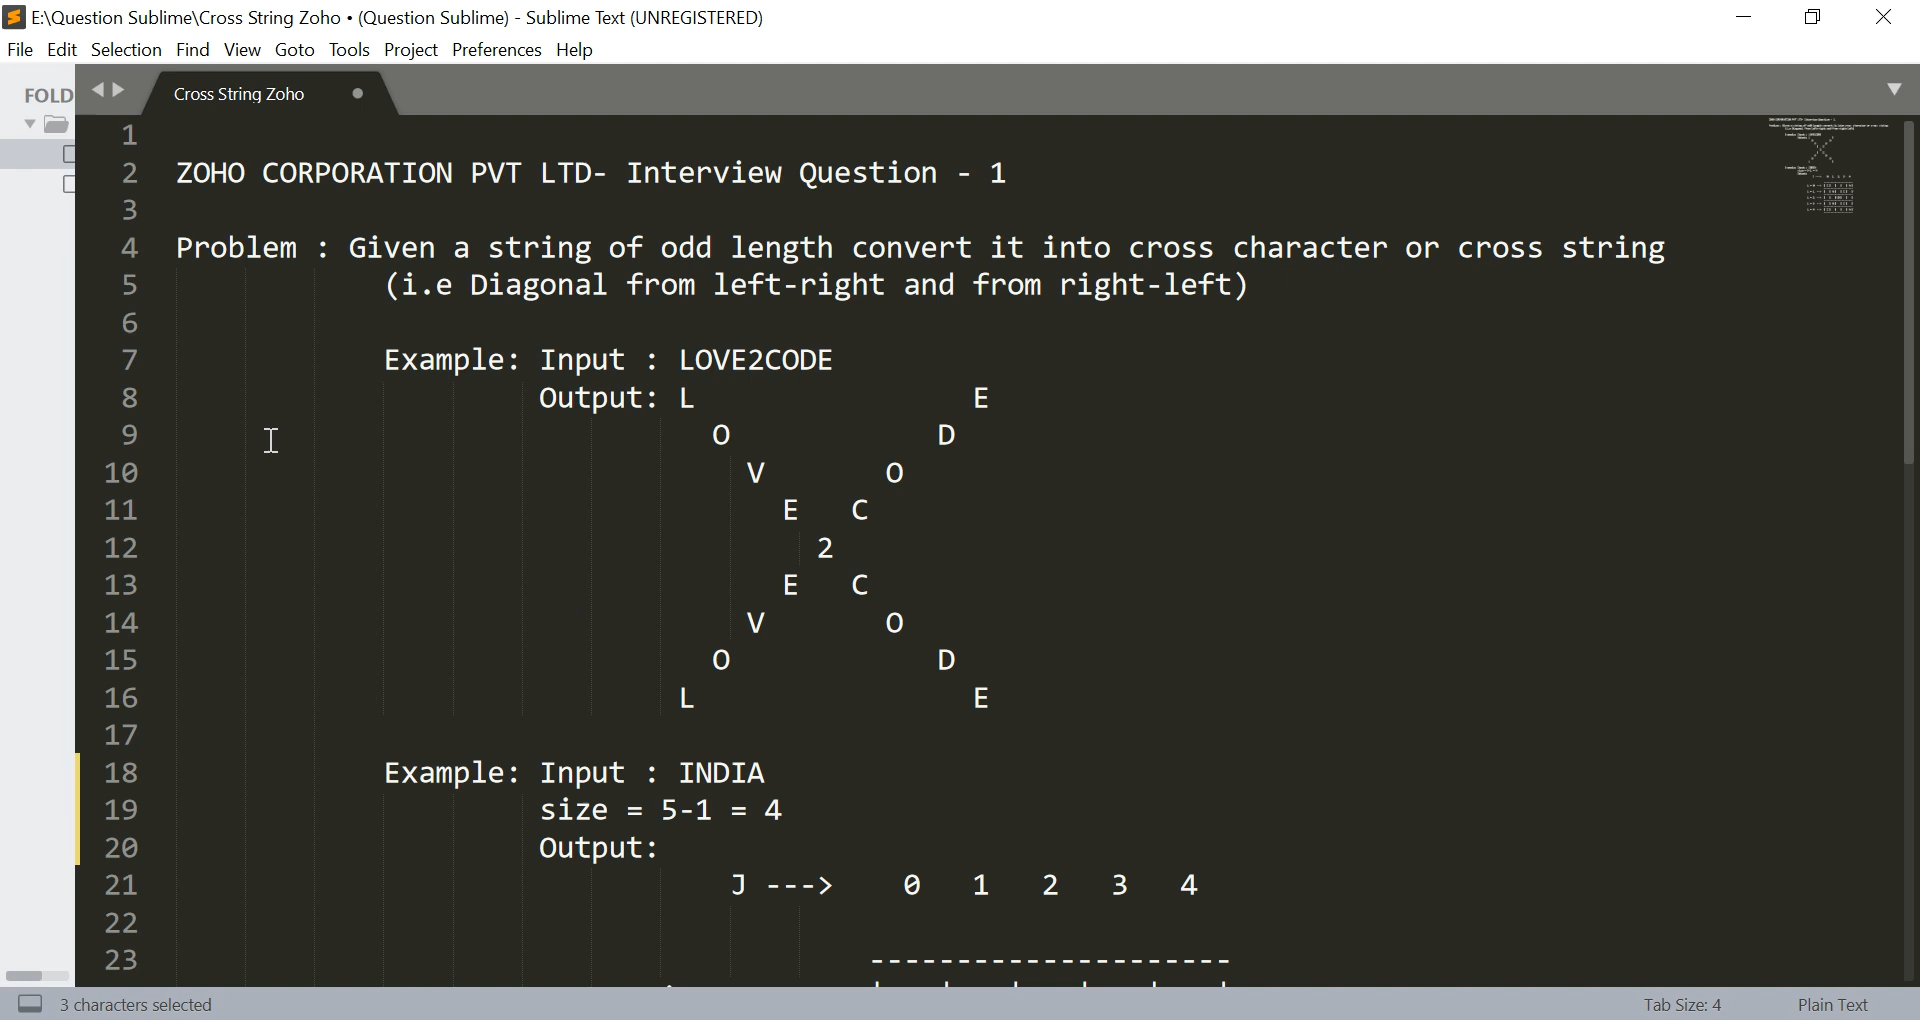 E:\Question Sublime\Cross String Zoho • (Question Sublime) - Sublime Text (UNREGISTERED)
File Edit Selection Find View Goto Tools Project Preferences Help
FOLD
Cross String Zoho
1
2 ZOHO CORPORATION PVT LTD- Interview Question - 1
3
4 Problem : Given a string of odd length convert it into cross character or cross string
5 (i.e Diagonal from left-right and from right-left)
6
7 Example: Input : LOVE2CODE
8 Output: L E
9 O D
10 V O
11 E C
12 2
13 E C
14 V O
15 O D
16 L E
17
18 Example: Input : INDIA
19 size = 5-1 = 4
20 Output:
21 J ---> 0 1 2 3 4
22
23 ---------------------
3 characters selected Tab Size: 4 Plain Text